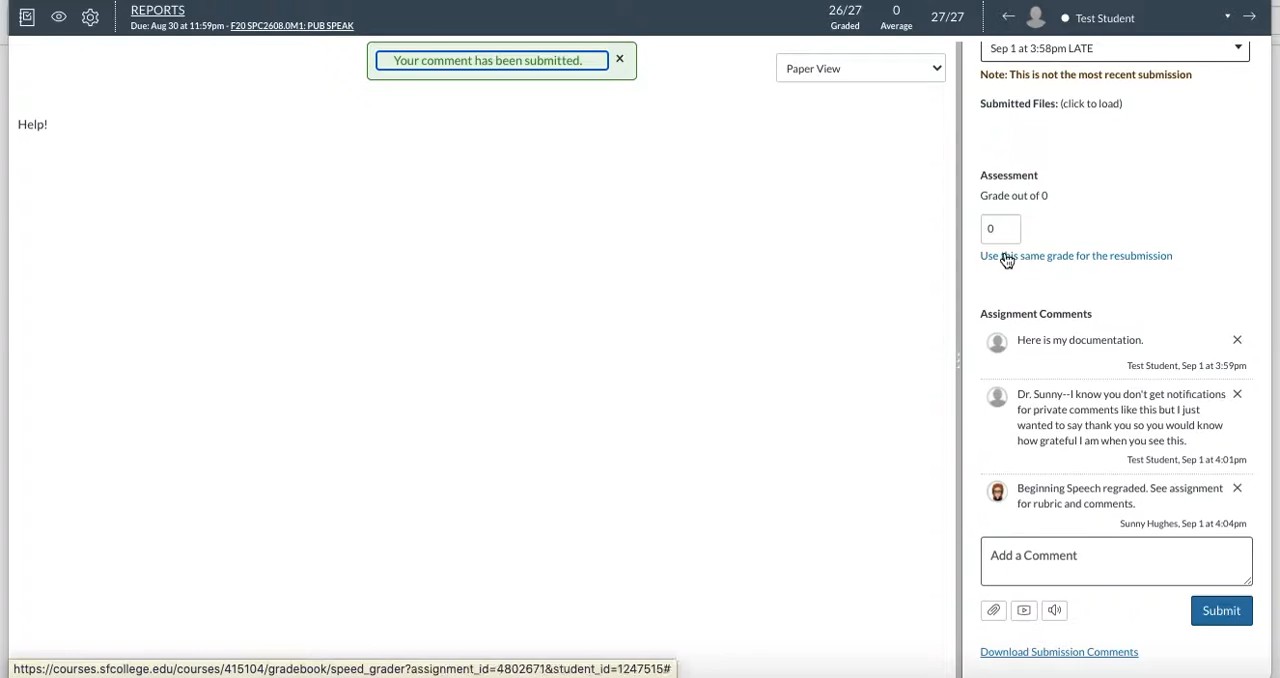 REPORTS
Due: Aug 30 at 11:59pm - F20 SPC2608.0M1: PUB SPEAK
26/27
Graded
0
Average
27/27
Test Student
Your comment has been submitted.
Paper View
Help!
Sep 1 at 3:58pm LATE
Note: This is not the most recent submission
Submitted Files: (click to load)
Assessment
Grade out of 0
0
Use this same grade for the resubmission
Assignment Comments
Here is my documentation.
Test Student, Sep 1 at 3:59pm
Dr. Sunny--I know you don't get notifications
for private comments like this but I just
wanted to say thank you so you would know
how grateful I am when you see this.
Test Student, Sep 1 at 4:01pm
Beginning Speech regraded. See assignment
for rubric and comments.
Sunny Hughes, Sep 1 at 4:04pm
Add a Comment
Submit
Download Submission Comments
https://courses.sfcollege.edu/courses/415104/gradebook/speed_grader?assignment_id=4802671&student_id=1247515#